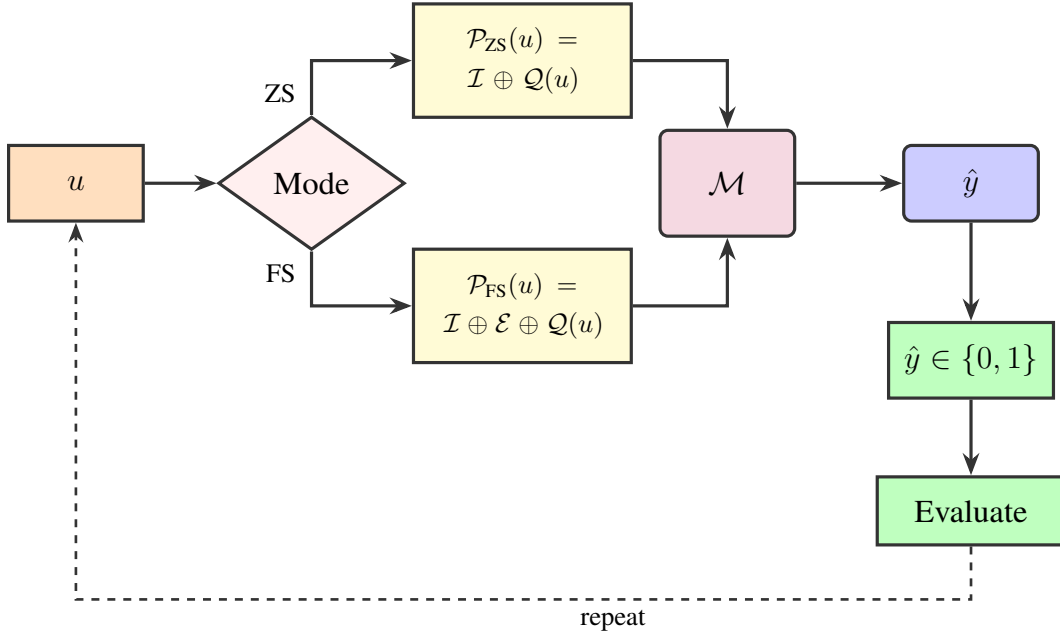 𝒫_ZS(u) =
ℐ ⊕ 𝒬(u)
ZS
u
Mode
ℳ
ŷ
FS
𝒫_FS(u) =
ℐ ⊕ ℰ ⊕ 𝒬(u)
ŷ ∈ {0, 1}
Evaluate
repeat